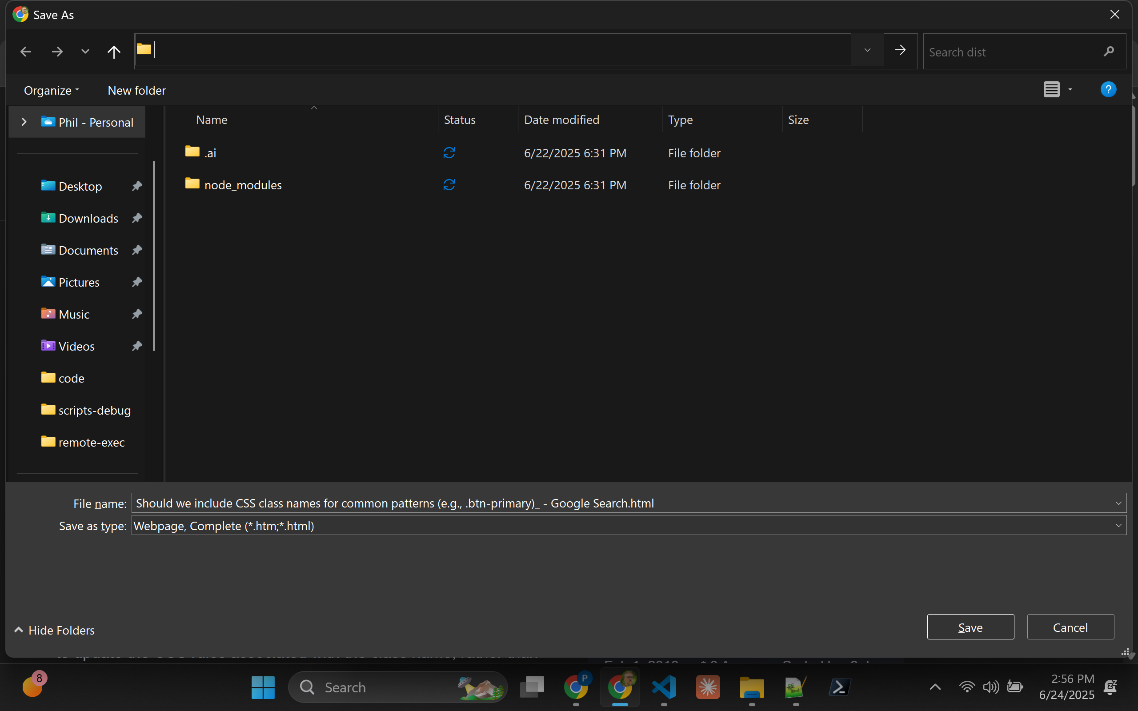 Save As
Search dist
Organize
New folder
Phil - Personal
Name
Status
Date modified
Type
Size
.ai
6/22/2025 6:31 PM
File folder
node_modules
6/22/2025 6:31 PM
File folder
Desktop
Downloads
Documents
Pictures
Music
Videos
code
scripts-debug
remote-exec
File name:
Should we include CSS class names for common patterns (e.g., .btn-primary)_ - Google Search.html
Save as type:
Webpage, Complete (*.htm;*.html)
Hide Folders
Save
Cancel
8
Search
P
2:56 PM
6/24/2025